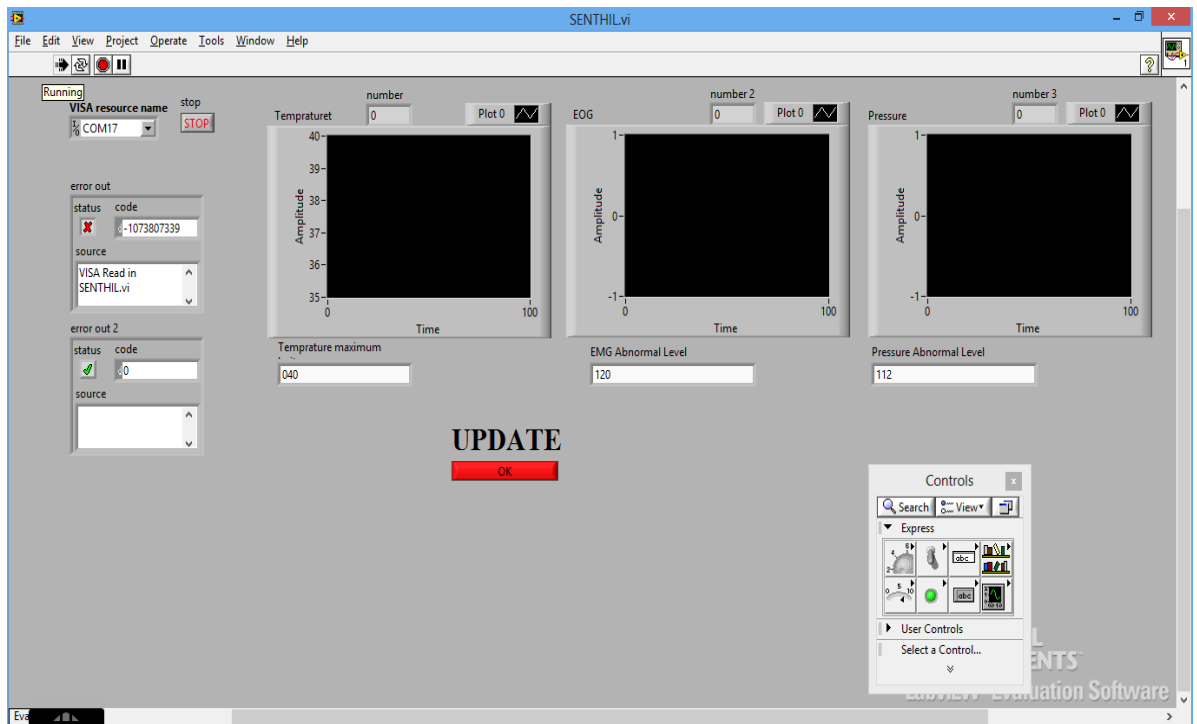 SENTHIL.vi
File Edit View Project Operate Tools Window Help
Running
VISA resource name
COM17
stop
STOP
error out
status code
-1073807339
source
VISA Read in
SENTHIL.vi
error out 2
status code
0
source
number
Tempraturet 0 Plot 0
40
39
38
37
36
35
Amplitude
0 100
Time
Temprature maximum
040
number 2
EOG 0 Plot 0
1
0
-1
Amplitude
0 100
Time
EMG Abnormal Level
120
number 3
Pressure 0 Plot 0
1
0
-1
Amplitude
0 100
Time
Pressure Abnormal Level
112
UPDATE
OK
Controls x
Search View
Express
User Controls
Select a Control...
Software